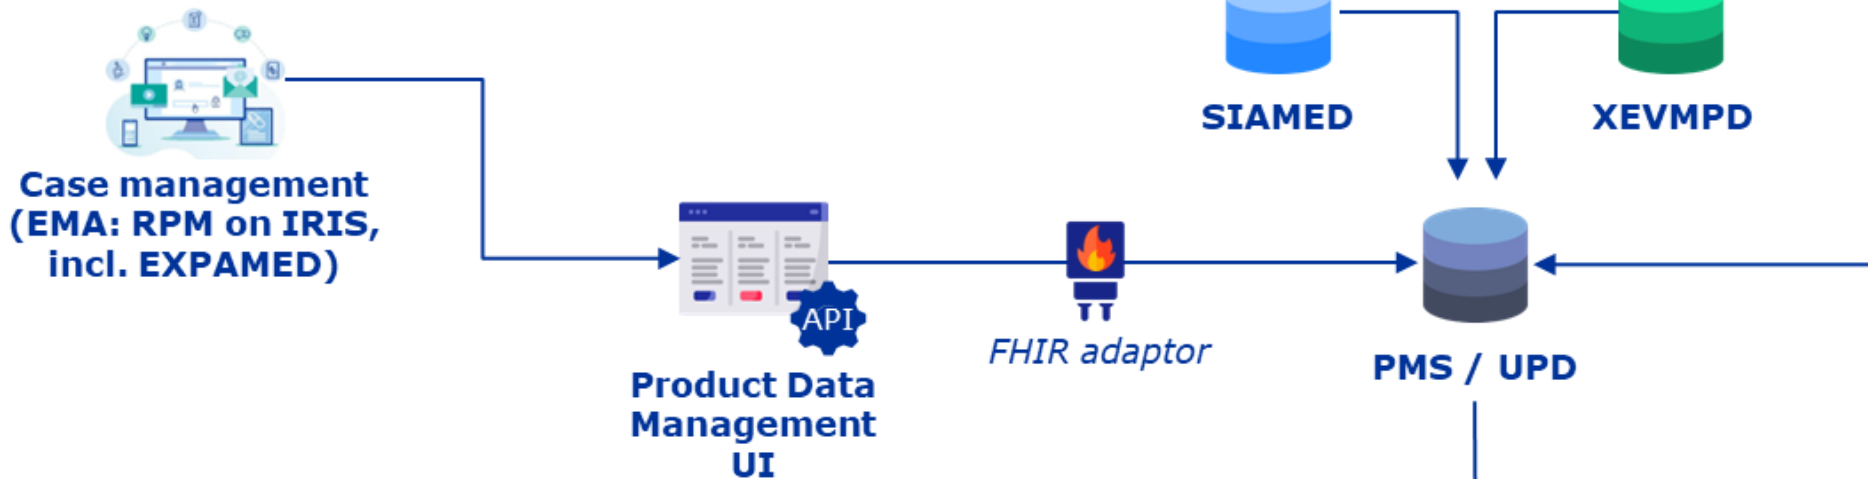 SIAMED
XEVMPD
Case management
(EMA: RPM on IRIS,
incl. EXPAMED)
API
FHIR adaptor
Product Data
Management
UI
PMS / UPD